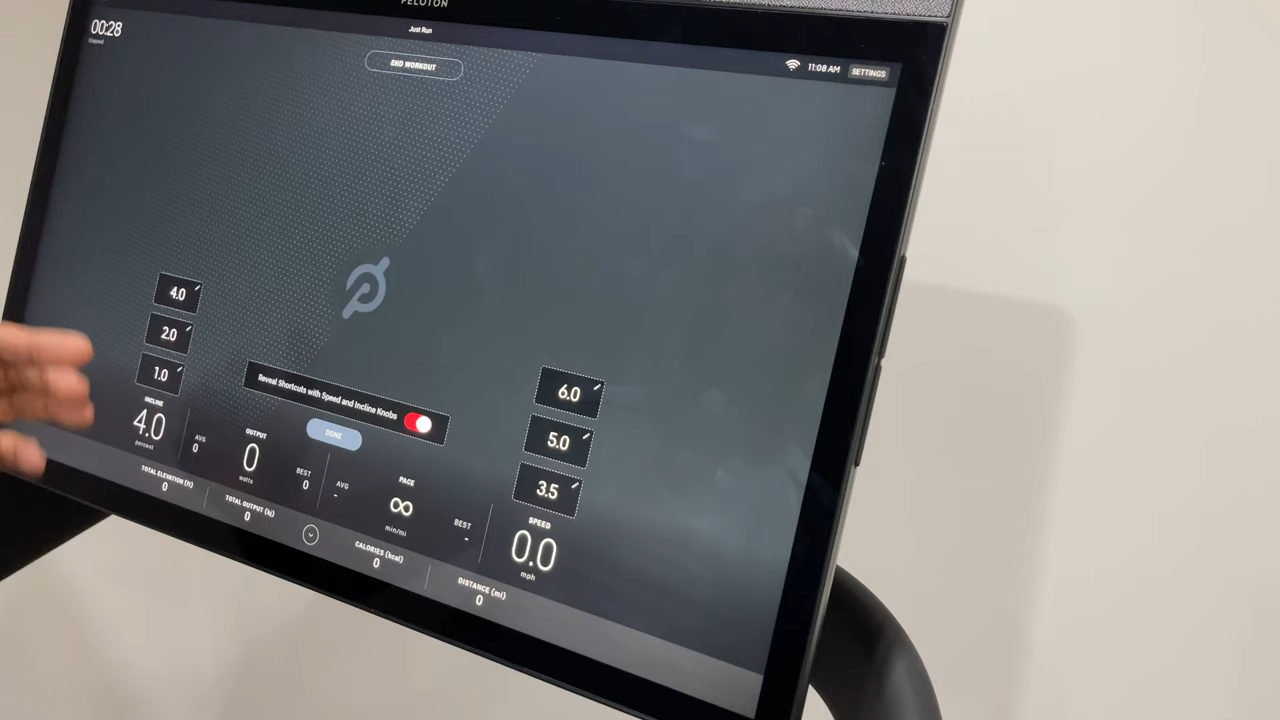 PELOTON
00:28
Elapsed
Just Run
END WORKOUT
11:08 AM
SETTINGS
4.0
2.0
1.0
INCLINE
4.0
percent
Reveal Shortcuts with Speed and Incline Knobs
DONE
6.0
5.0
3.5
SPEED
0.0
mph
AVG
0
OUTPUT
0
watts
BEST
0
AVG
-
PACE
∞
min/mi
BEST
-
TOTAL ELEVATION (ft)
0
TOTAL OUTPUT (kj)
0
CALORIES (kcal)
0
DISTANCE (mi)
0